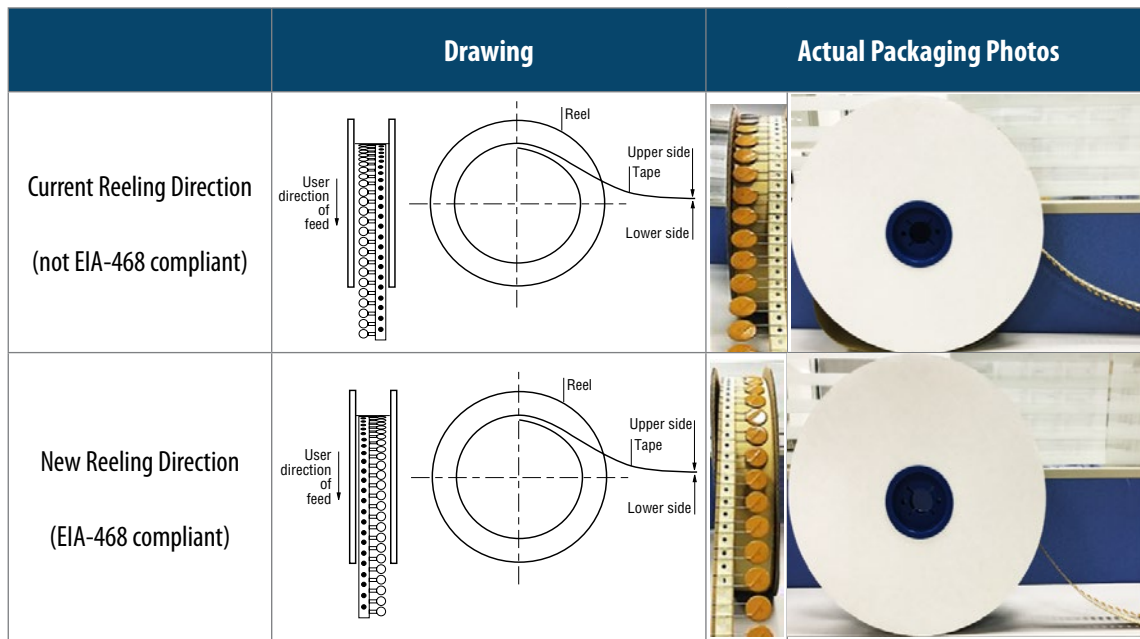 Drawing
Actual Packaging Photos
Current Reeling Direction
(not EIA-468 compliant)
User
direction
of
feed
Reel
Upper side
Tape
Lower side
New Reeling Direction
(EIA-468 compliant)
User
direction
of
feed
Reel
Upper side
Tape
Lower side